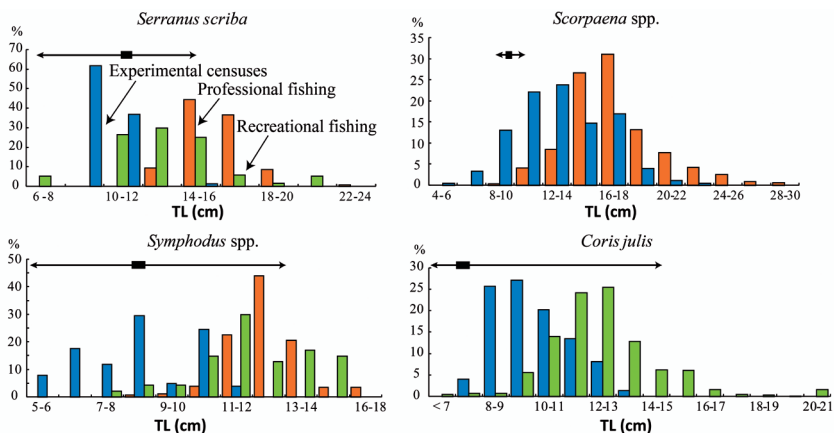 Serranus scriba
%
70
60
50
40
30
20
10
0
Experimental censuses
Professional fishing
Recreational fishing
6-8 10-12 14-16 18-20 22-24
TL (cm)
Scorpaena spp.
%
35
30
25
20
15
10
5
0
4-6 8-10 12-14 16-18 20-22 24-26 28-30
TL (cm)
Symphodus spp.
%
50
40
30
20
10
0
5-6 7-8 9-10 11-12 13-14 16-18
TL (cm)
Coris julis
%
30
25
20
15
10
5
0
< 7 8-9 10-11 12-13 14-15 16-17 18-19 20-21
TL (cm)